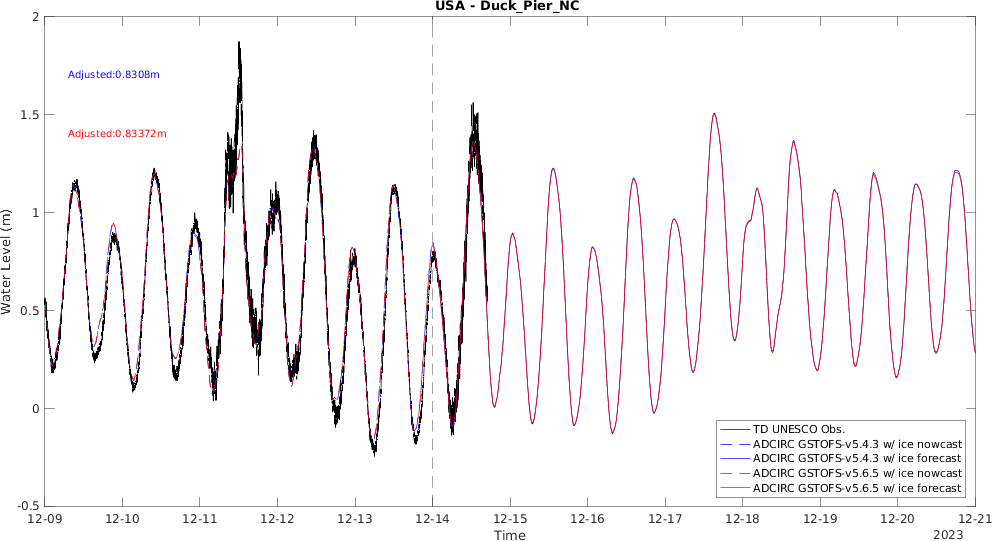 USA - Duck_Pier_NC
2
Adjusted:0.8308m
1.5
Adjusted:0.83372m
1
Water Level (m)
0.5
0
-0.5
TD UNESCO Obs.
ADCIRC GSTOFS-v5.4.3 w/ ice nowcast
ADCIRC GSTOFS-v5.4.3 w/ ice forecast
ADCIRC GSTOFS-v5.6.5 w/ ice nowcast
ADCIRC GSTOFS-v5.6.5 w/ ice forecast
12-09 12-10 12-11 12-12 12-13 12-14 12-15 12-16 12-17 12-18 12-19 12-20 12-21
Time
2023